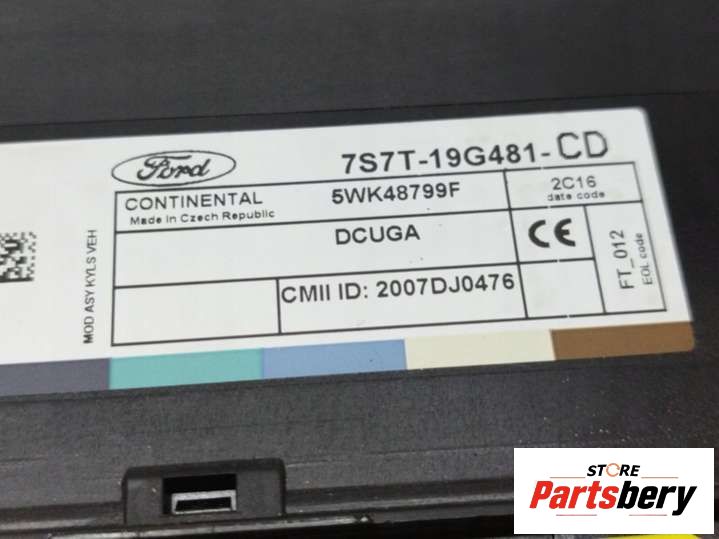 Ford 7S7T-19G481-CD
CONTINENTAL 5WK48799F 2C16
Made In Czech Republic date code
DCUGA CE
CMII ID: 2007DJ0476
FT_012
EOL code
MOD ASY KYLS VEH
STORE
Partsbery